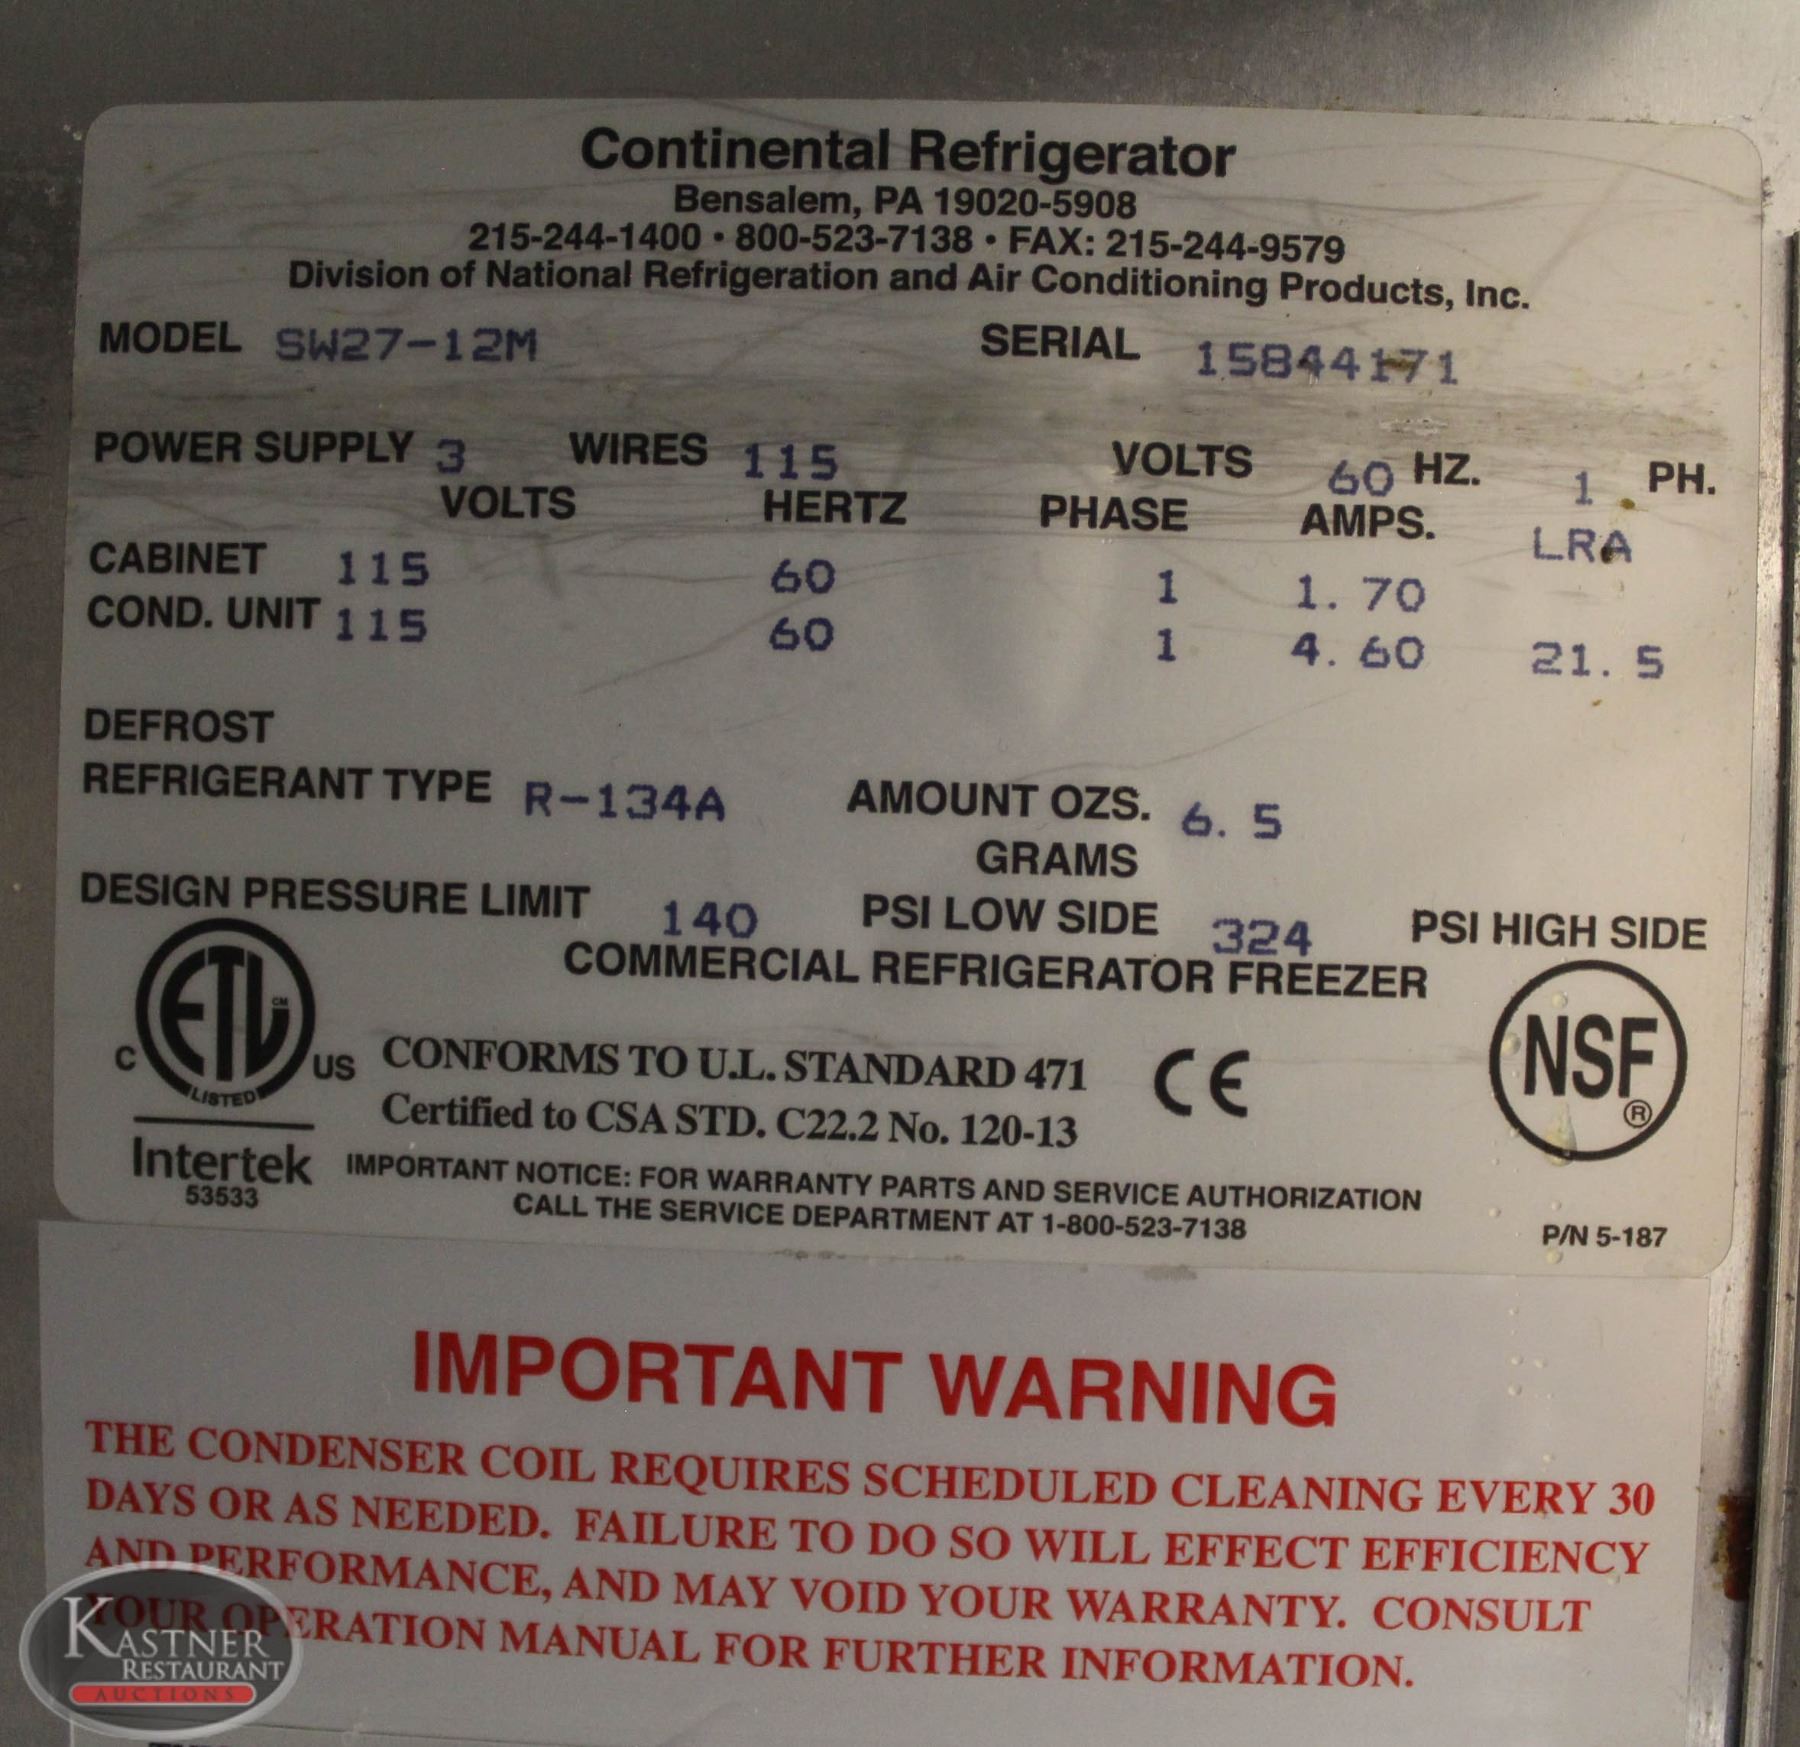 Continental Refrigerator
Bensalem, PA 19020-5908
215-244-1400 • 800-523-7138 • FAX: 215-244-9579
Division of National Refrigeration and Air Conditioning Products, Inc.
MODEL SW27-12M SERIAL 15844171
POWER SUPPLY 3 WIRES 115 VOLTS 60 HZ. 1 PH.
VOLTS HERTZ PHASE AMPS. LRA
CABINET 115 60 1 1.70
COND. UNIT 115 60 1 4.60 21.5
DEFROST
REFRIGERANT TYPE R-134A AMOUNT OZS. 6.5
GRAMS
DESIGN PRESSURE LIMIT 140 PSI LOW SIDE 324 PSI HIGH SIDE
COMMERCIAL REFRIGERATOR FREEZER
C ETL CM LISTED US
Intertek
53533
CONFORMS TO U.L. STANDARD 471
Certified to CSA STD. C22.2 No. 120-13
CE
NSF ®
IMPORTANT NOTICE: FOR WARRANTY PARTS AND SERVICE AUTHORIZATION
CALL THE SERVICE DEPARTMENT AT 1-800-523-7138
P/N 5-187
IMPORTANT WARNING
THE CONDENSER COIL REQUIRES SCHEDULED CLEANING EVERY 30
DAYS OR AS NEEDED. FAILURE TO DO SO WILL EFFECT EFFICIENCY
AND PERFORMANCE, AND MAY VOID YOUR WARRANTY. CONSULT
YOUR OPERATION MANUAL FOR FURTHER INFORMATION.
KASTNER
RESTAURANT
AUCTIONS